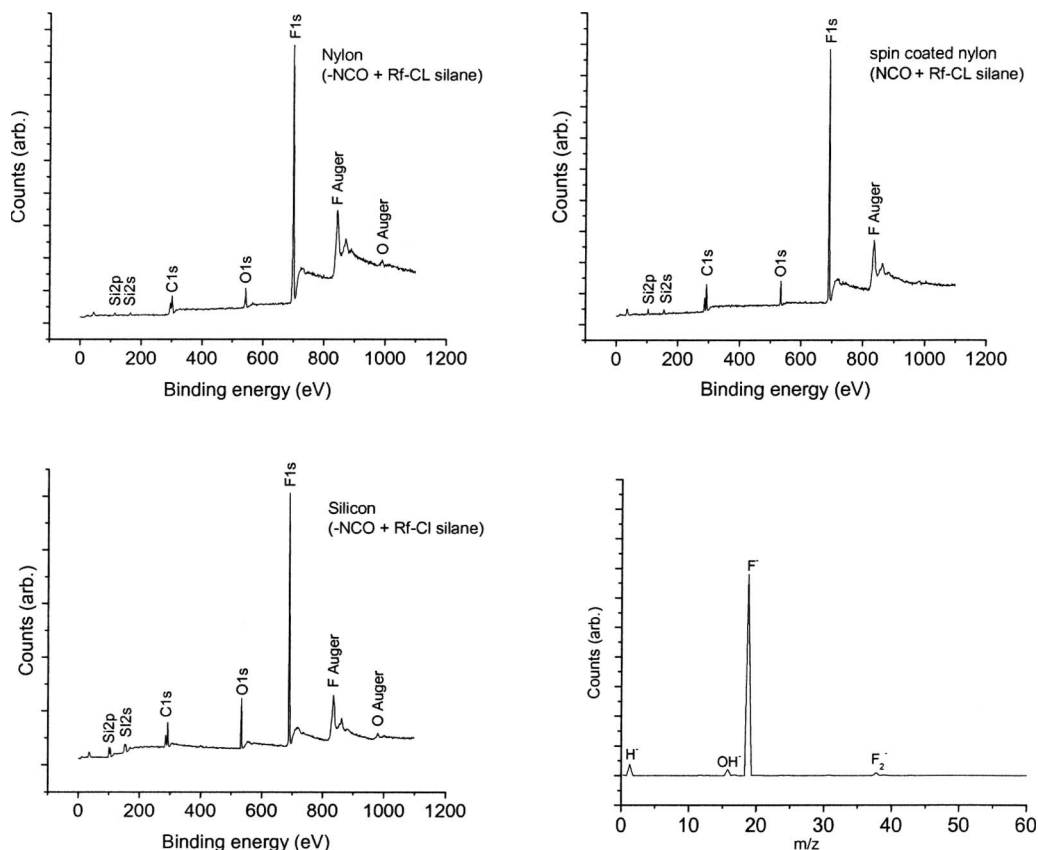 Nylon
(-NCO + Rf-CL silane)
F1s
F Auger
O Auger
O1s
C1s
Si2s
Si2p
Counts (arb.)
0 200 400 600 800 1000 1200
Binding energy (eV)
spin coated nylon
(NCO + Rf-CL silane)
F1s
F Auger
O1s
C1s
Si2s
Si2p
Counts (arb.)
0 200 400 600 800 1000 1200
Binding energy (eV)
Silicon
(-NCO + Rf-Cl silane)
F1s
F Auger
O Auger
O1s
C1s
SI2s
Si2p
Counts (arb.)
0 200 400 600 800 1000 1200
Binding energy (eV)
F⁻
H⁻
OH⁻
F₂⁻
Counts (arb.)
0 10 20 30 40 50 60
m/z